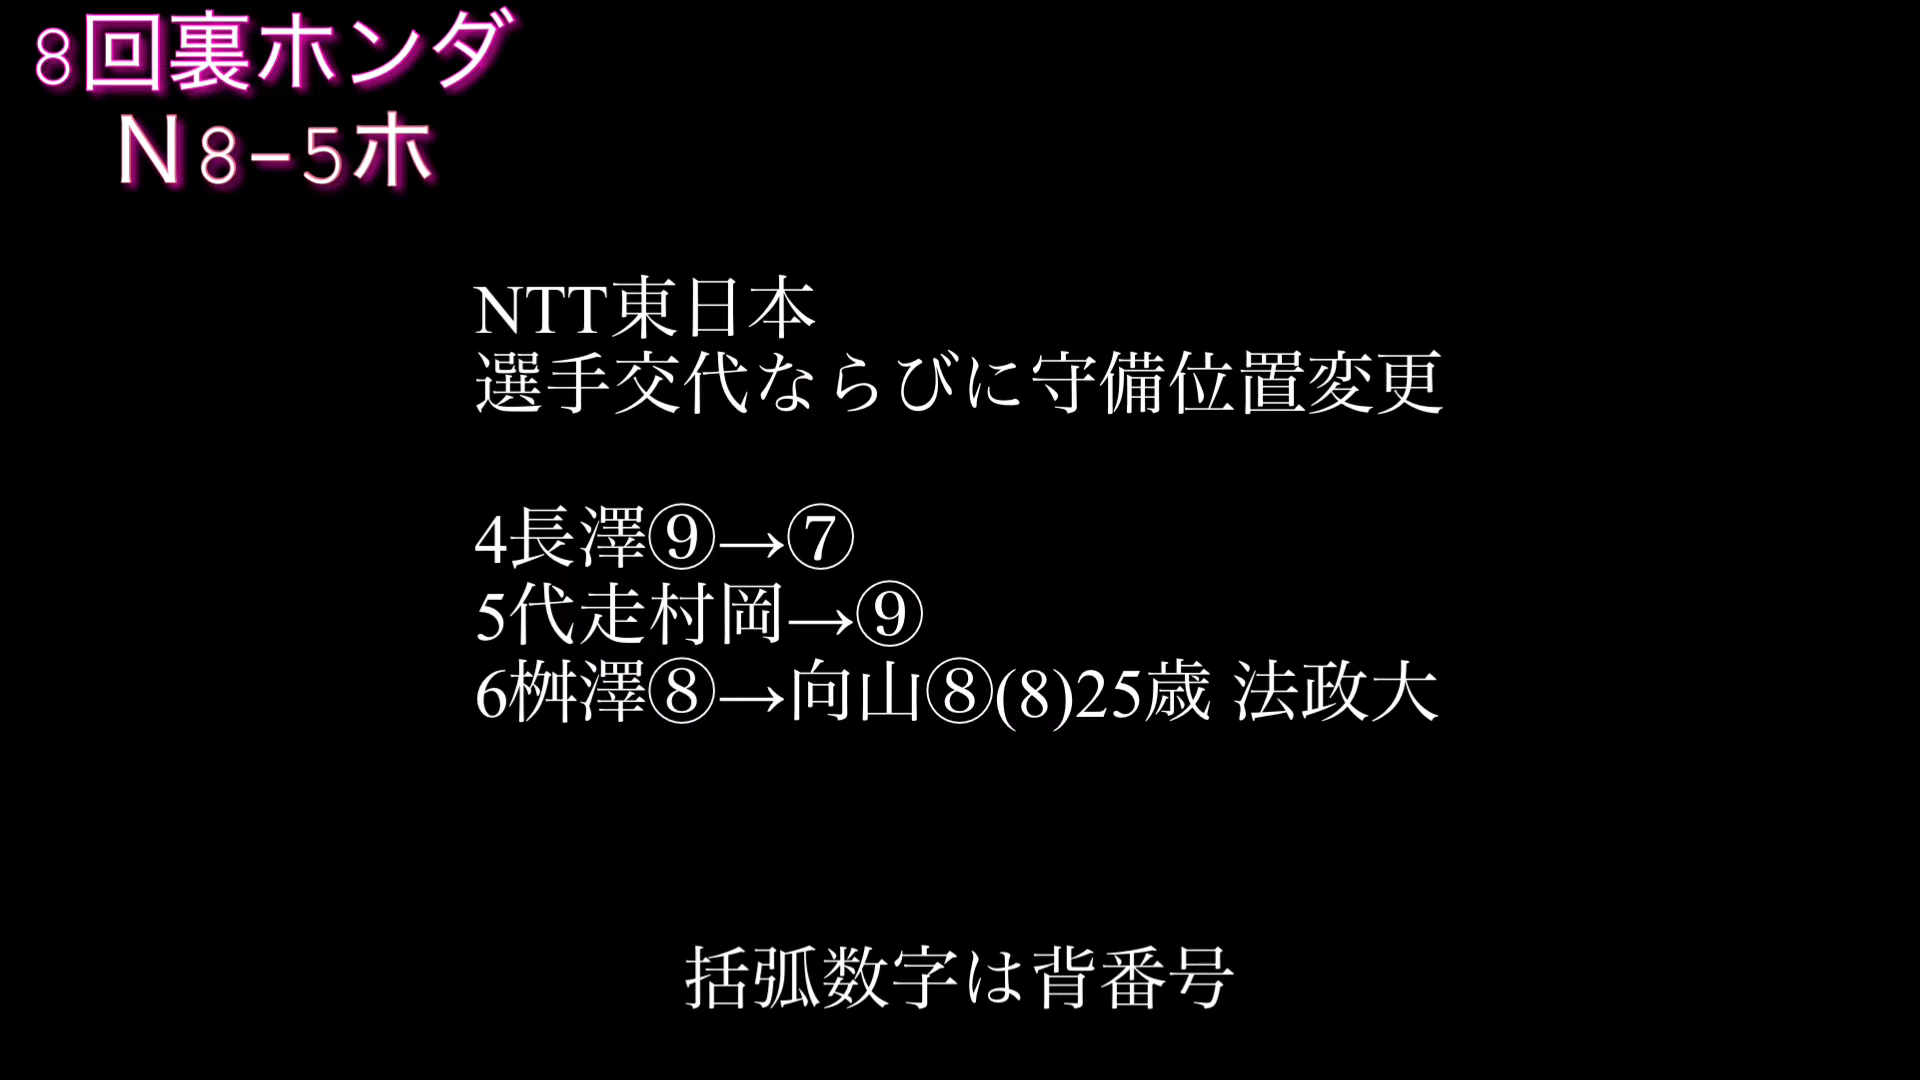 8回裏ホンダ
N8-5ホ
NTT東日本
選手交代ならびに守備位置変更
4長澤⑨→⑦
5代走村岡→⑨
6桝澤⑧→向山⑧(8)25歳 法政大
括弧数字は背番号